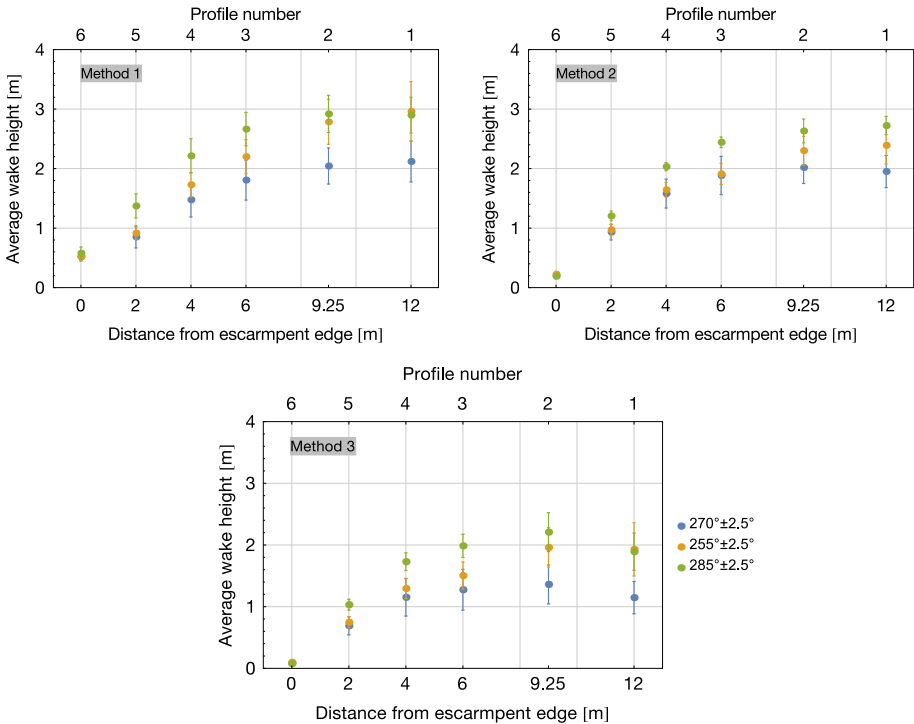 Profile number
6 5 4 3 2 1
Average wake height [m]
4
3
2
1
0
Method 1
0 2 4 6 9.25 12
Distance from escarmpent edge [m]
Profile number
6 5 4 3 2 1
Average wake height [m]
4
3
2
1
0
Method 2
0 2 4 6 9.25 12
Distance from escarmpent edge [m]
Profile number
6 5 4 3 2 1
Average wake height [m]
4
3
2
1
0
Method 3
0 2 4 6 9.25 12
Distance from escarmpent edge [m]
270°±2.5°
255°±2.5°
285°±2.5°